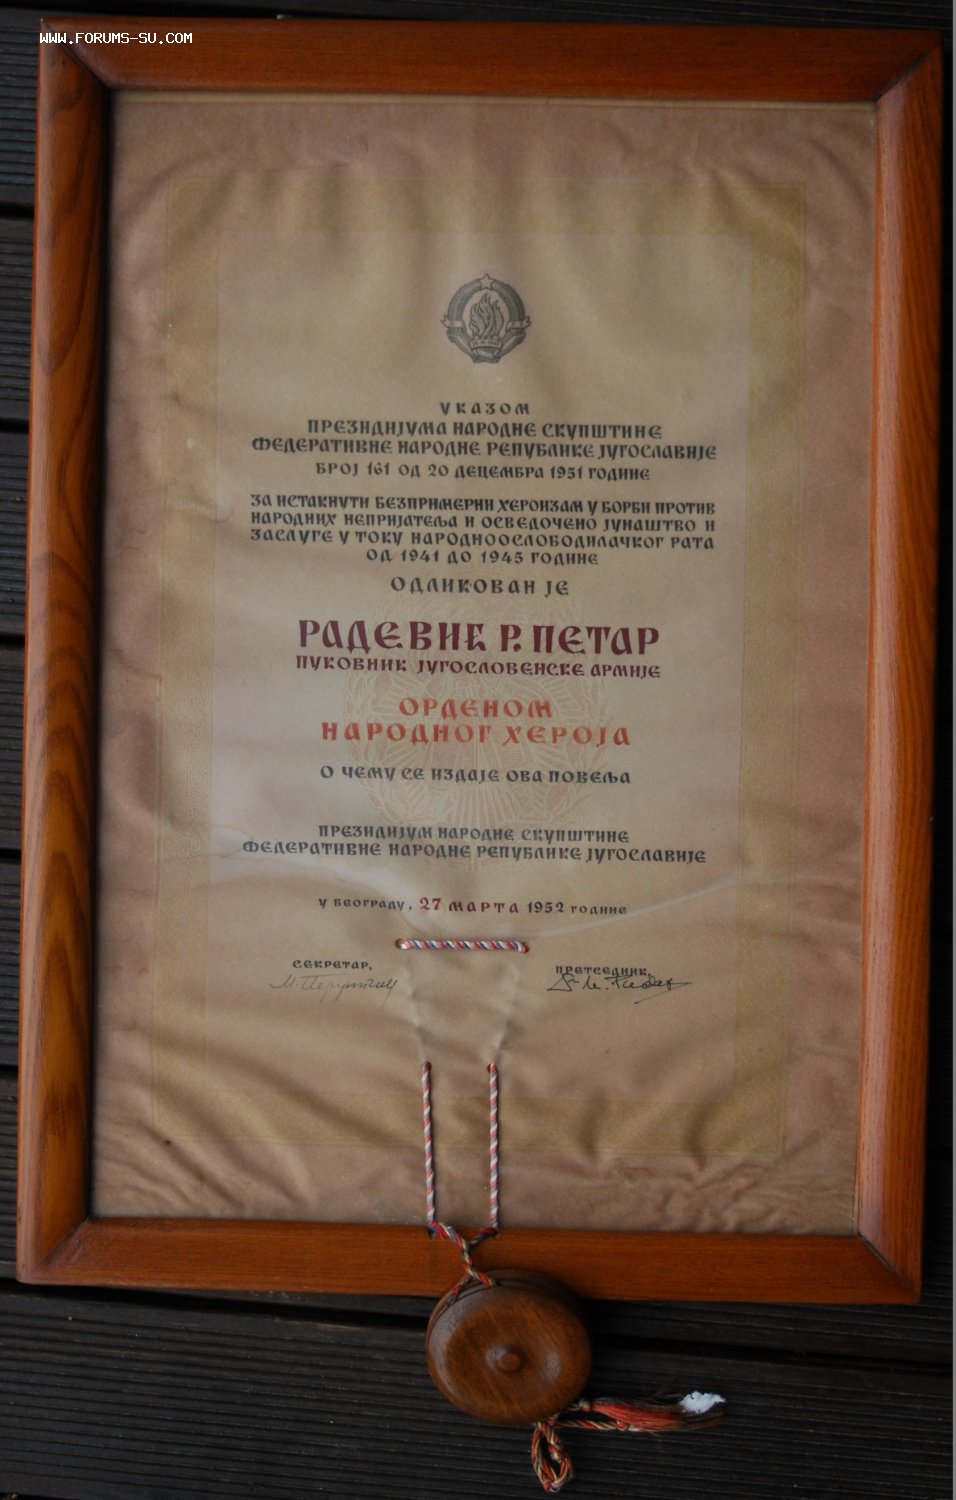 WWW.FORUMS-SU.COM
УКАЗОМ
ПРЕЗИДИЈУМА НАРОДНЕ СКУПШТИНЕ
ФЕДЕРАТИВНЕ НАРОДНЕ РЕПУБЛИКЕ ЈУГОСЛАВИЈЕ
БРОЈ 161 ОД 20 ДЕЦЕМБРА 1951 ГОДИНЕ
ЗА ИСТАКНУТИ БЕЗПРИМЕРНИ ХЕРОИЗАМ У БОРБИ ПРОТИВ
НАРОДНИХ НЕПРИЈАТЕЉА И ОСВЕДОЧЕНО ЈУНАШТВО И
ЗАСЛУГЕ У ТОКУ НАРОДНООСЛОБОДИЛАЧКОГ РАТА
ОД 1941 ДО 1945 ГОДИНЕ
ОДЛИКОВАН ЈЕ
РАДЕВИЋ Р. ПЕТАР
ПУКОВНИК ЈУГОСЛОВЕНСКЕ АРМИЈЕ
ОРДЕНОМ
НАРОДНОГ ХЕРОЈА
О ЧЕМУ СЕ ИЗДАЈЕ ОВА ПОВЕЉА
ПРЕЗИДИЈУМ НАРОДНЕ СКУПШТИНЕ
ФЕДЕРАТИВНЕ НАРОДНЕ РЕПУБЛИКЕ ЈУГОСЛАВИЈЕ
У БЕОГРАДУ, 27 МАРТА 1952 ГОДИНЕ
СЕКРЕТАР, ПРЕТСЕДНИК,